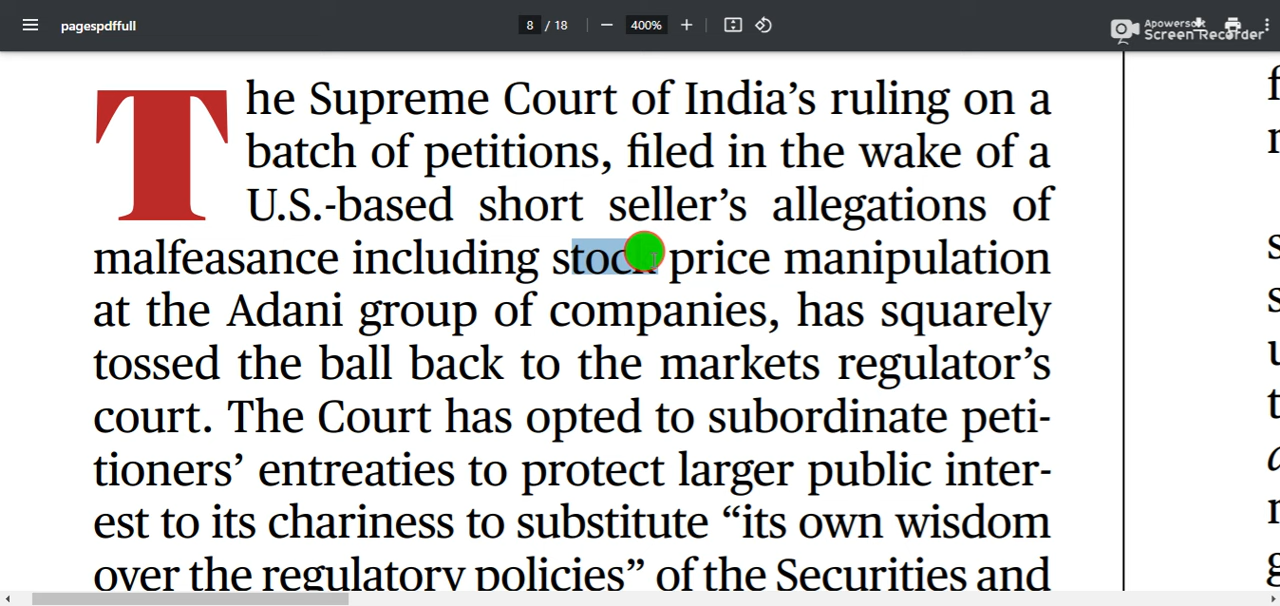 pagespdffull
8 / 18
400%
Apowersoft
Screen Recorder
The Supreme Court of India's ruling on a
batch of petitions, filed in the wake of a
U.S.-based short seller's allegations of
malfeasance including stock price manipulation
at the Adani group of companies, has squarely
tossed the ball back to the markets regulator's
court. The Court has opted to subordinate peti-
tioners' entreaties to protect larger public inter-
est to its chariness to substitute “its own wisdom
over the regulatory policies” of the Securities and